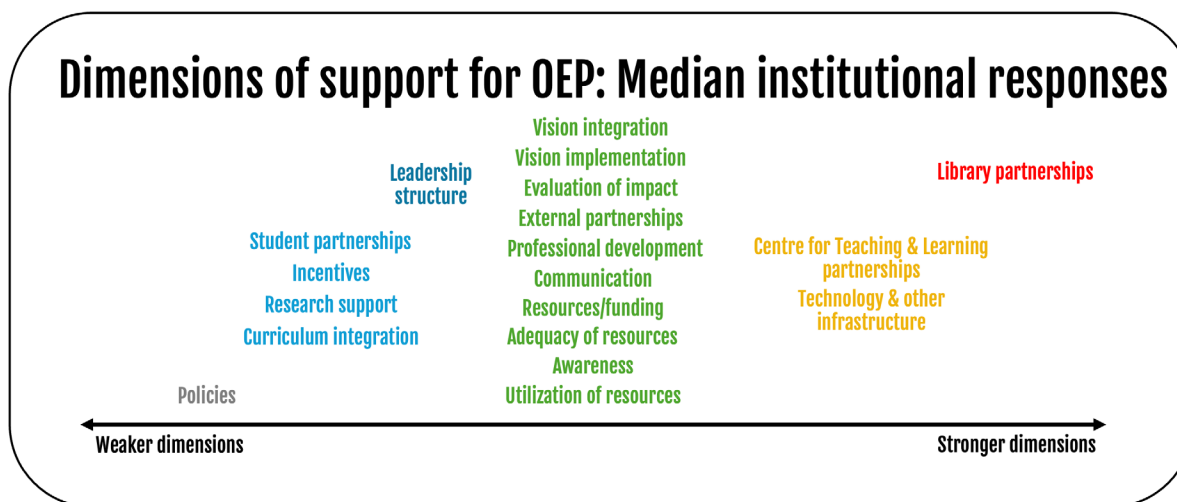 Dimensions of support for OEP: Median institutional responses
Leadership
structure
Student partnerships
Incentives
Research support
Curriculum integration
Policies
Vision integration
Vision implementation
Evaluation of impact
External partnerships
Professional development
Communication
Resources/funding
Adequacy of resources
Awareness
Utilization of resources
Library partnerships
Centre for Teaching & Learning
partnerships
Technology & other
infrastructure
Weaker dimensions
Stronger dimensions